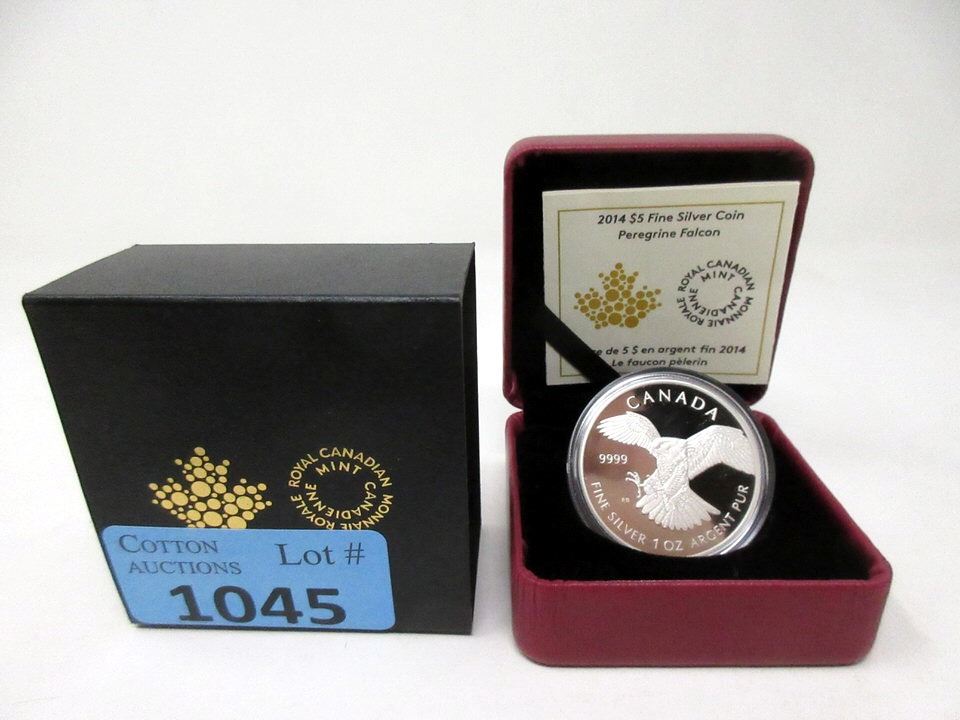 ROYAL CANADIAN MINT
MONNAIE ROYALE CANADIENNE
COTTON
AUCTIONS
Lot #
1045
2014 $5 Fine Silver Coin
Peregrine Falcon
ROYAL CANADIAN MINT
MONNAIE ROYALE CANADIENNE
de 5 $ en argent fin 2014
Le faucon pèlerin
CANADA
9999
FINE SILVER 1 OZ ARGENT PUR